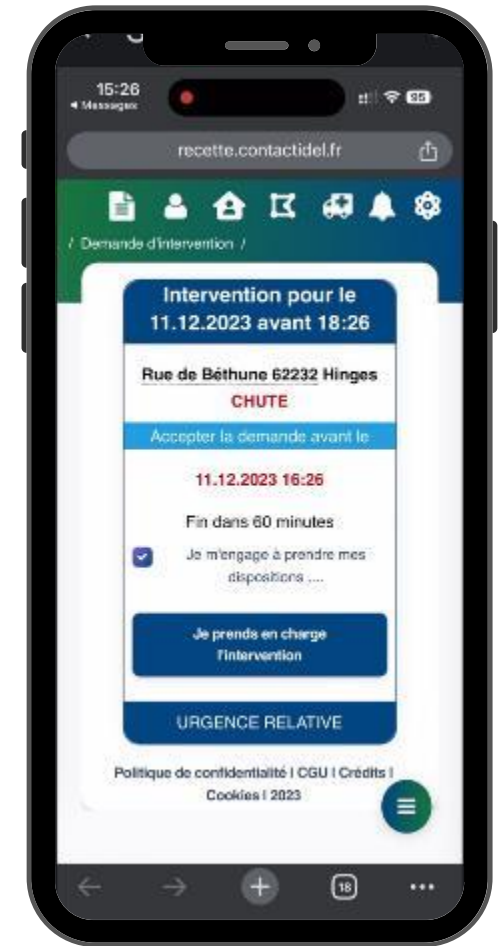 15:26
◂ Messages
95
recette.contactidel.fr
/ Demande d'intervention /
Intervention pour le
11.12.2023 avant 18:26
Rue de Béthune 62232 Hinges
CHUTE
Accepter la demande avant le
11.12.2023 16:26
Fin dans 60 minutes
Je m'engage à prendre mes
dispositions ....
Je prends en charge
l'intervention
URGENCE RELATIVE
Politique de confidentialité I CGU I Crédits I
Cookies I 2023
18